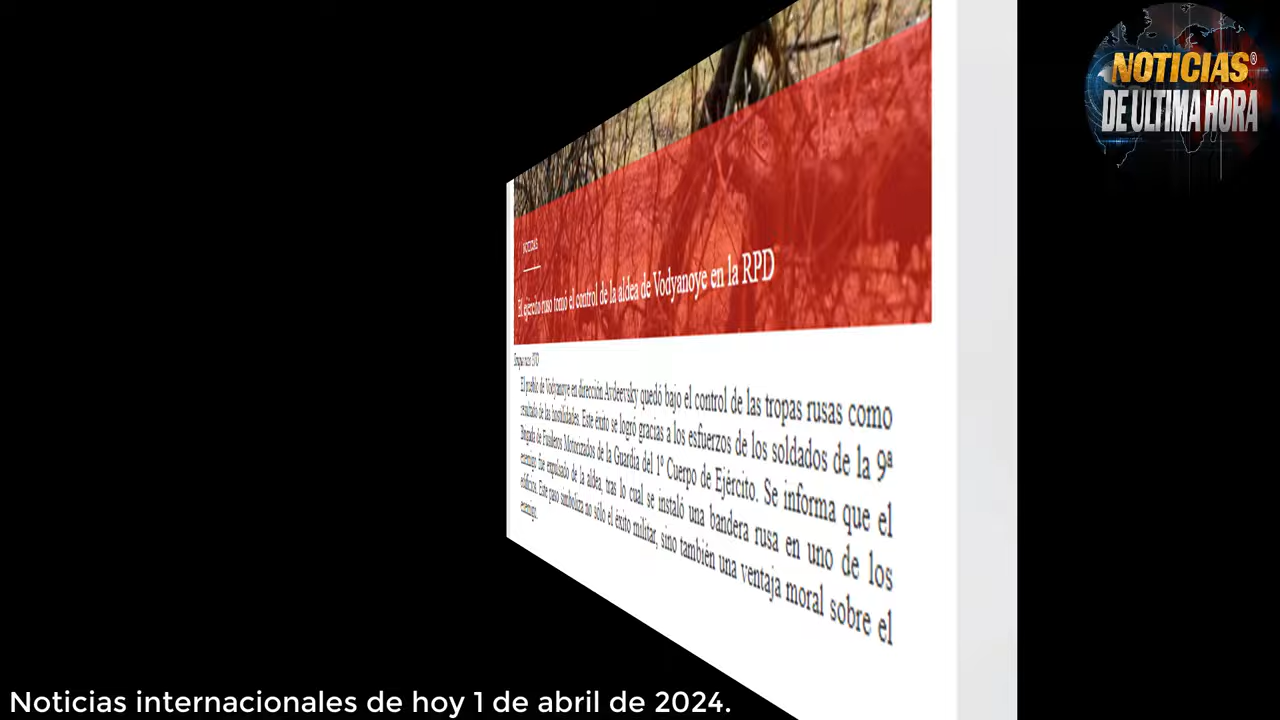 NOTICIAS®
DE ULTIMA HORA
NOTICIAS
El ejército ruso tomó el control de la aldea de Vodyanoye en la RPD
El pueblo de Vodyanoye en dirección Avdeevsky quedó bajo el control de las tropas rusas como
resultado de las hostilidades. Este éxito se logró gracias a los esfuerzos de los soldados de la 9ª
Brigada de Fusileros Motorizados de la Guardia del 1º Cuerpo de Ejército. Se informa que el
enemigo fue expulsado de la aldea, tras lo cual se instaló una bandera rusa en uno de los
edificios. Este paso simboliza no sólo el éxito militar, sino también una ventaja moral sobre el
enemigo.
Noticias internacionales de hoy 1 de abril de 2024.